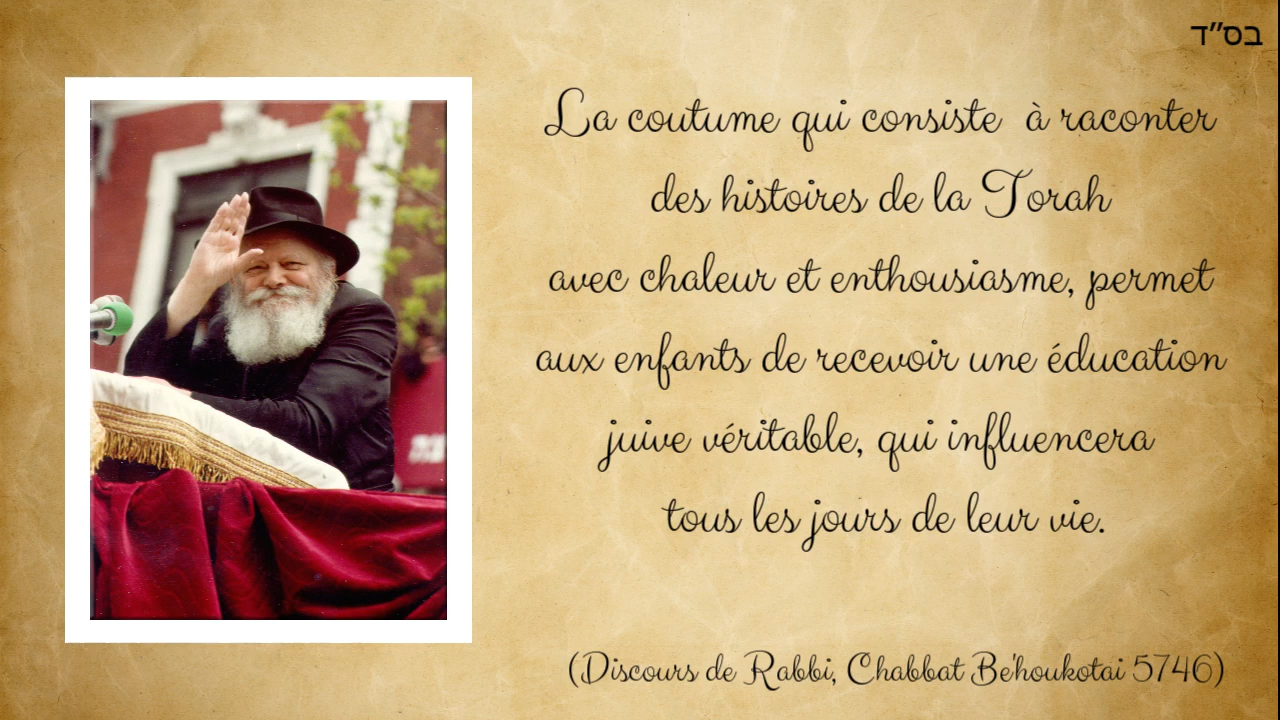 בס"ד
La coutume qui consiste à raconter
des histoires de la Torah
avec chaleur et enthousiasme, permet
aux enfants de recevoir une éducation
juive véritable, qui influencera
tous les jours de leur vie.
(Discours de Rabbi, Chabbat Be'houkotai 5746)